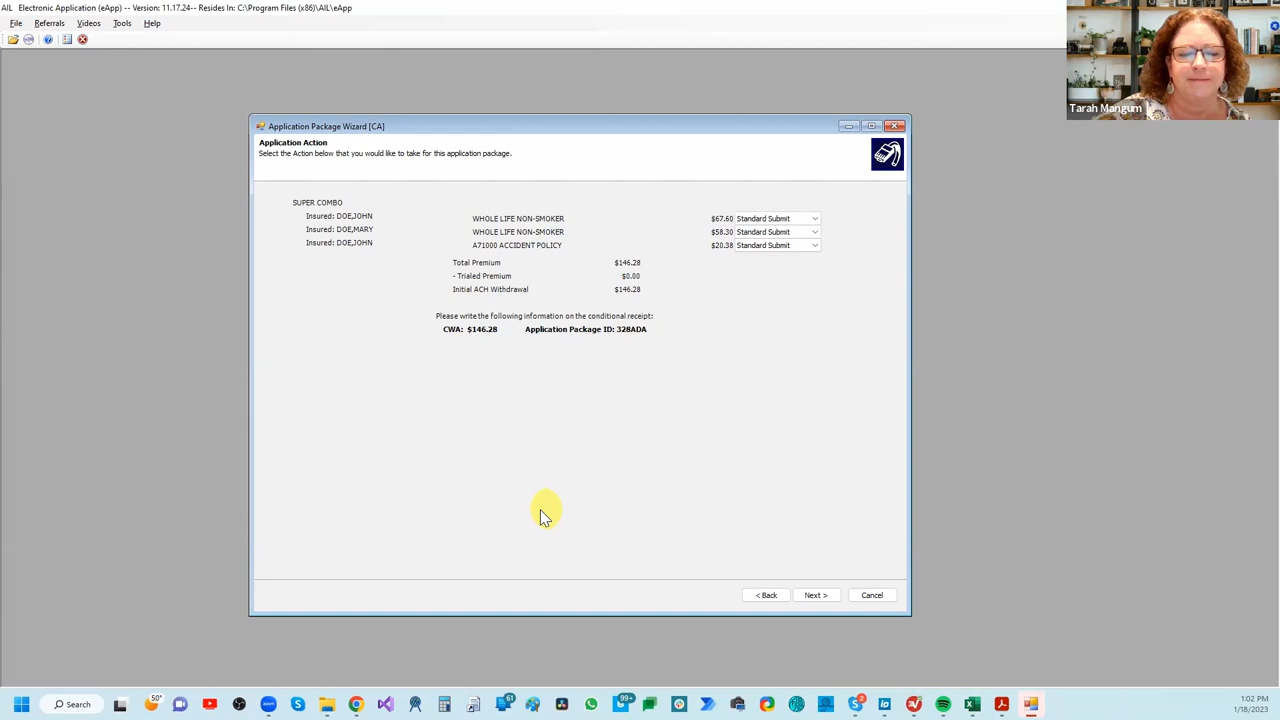 AIL Electronic Application (eApp) -- Version: 11.17.24-- Resides In: C:\Program Files (x86)\AIL\eApp
File Referrals Videos Tools Help
Tarah Mangum
Application Package Wizard [CA]
Application Action
Select the Action below that you would like to take for this application package.
SUPER COMBO
Insured: DOE,JOHN WHOLE LIFE NON-SMOKER $67.60 Standard Submit
Insured: DOE,MARY WHOLE LIFE NON-SMOKER $58.30 Standard Submit
Insured: DOE,JOHN A71000 ACCIDENT POLICY $20.38 Standard Submit
Total Premium $146.28
- Trialed Premium $0.00
Initial ACH Withdrawal $146.28
Please write the following information on the conditional receipt:
CWA: $146.28 Application Package ID: 328ADA
< Back Next > Cancel
Search 50° 61 99+ 2 1:02 PM
1/18/2023